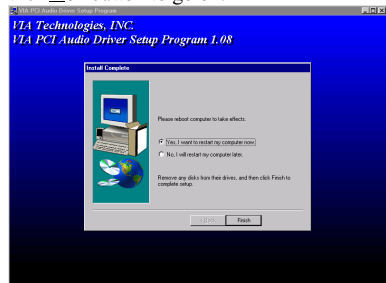 VIA PCI Audio Driver Setup Program
VIA Technologies, INC.
VIA PCI Audio Driver Setup Program 1.08
Install Complete
Please reboot computer to take effects.
Yes, I want to restart my computer now.
No, I will restart my computer later.
Remove any disks from their drives, and then click Finish to
complete setup.
< Back
Finish